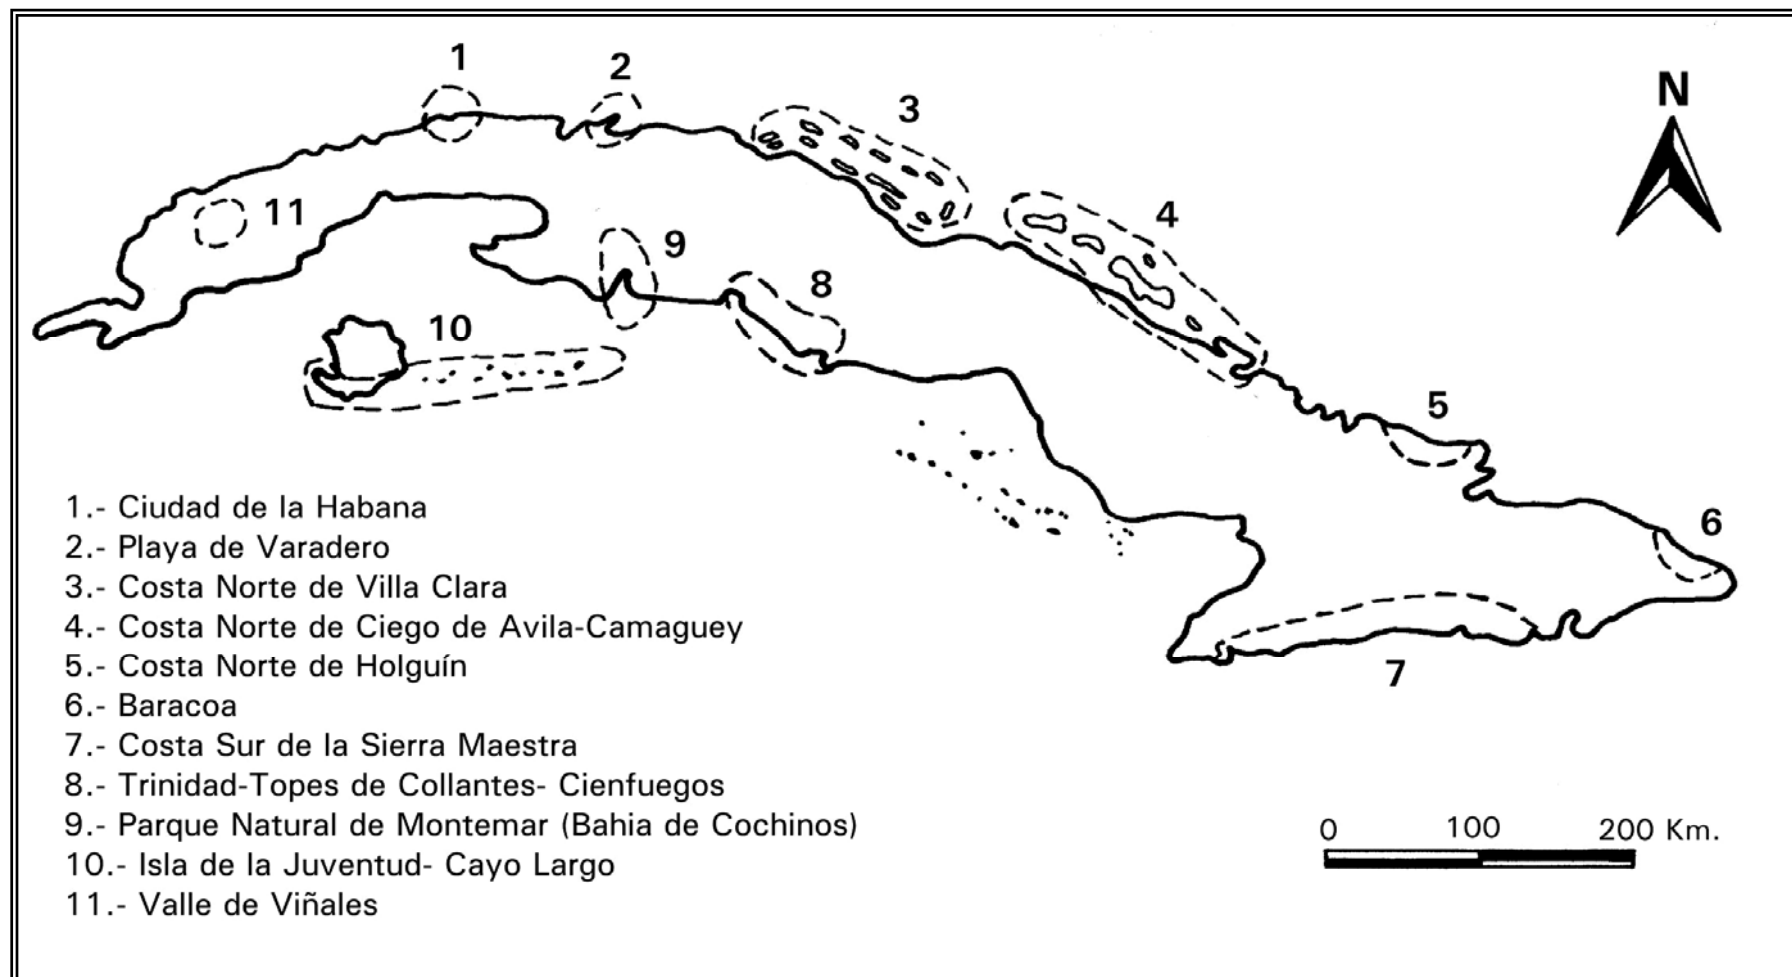 1
2
3
N
4
11
9
8
10
5
6
7
1.- Ciudad de la Habana
2.- Playa de Varadero
3.- Costa Norte de Villa Clara
4.- Costa Norte de Ciego de Avila-Camaguey
5.- Costa Norte de Holguín
6.- Baracoa
7.- Costa Sur de la Sierra Maestra
8.- Trinidad-Topes de Collantes- Cienfuegos
9.- Parque Natural de Montemar (Bahia de Cochinos)
10.- Isla de la Juventud- Cayo Largo
11.- Valle de Viñales
0 100 200 Km.